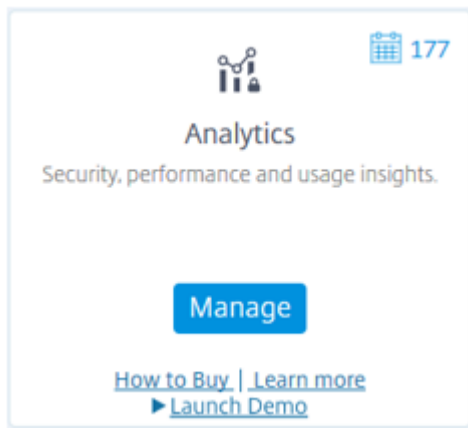 177
Analytics
Security, performance and usage insights.
Manage
How to Buy | Learn more
Launch Demo